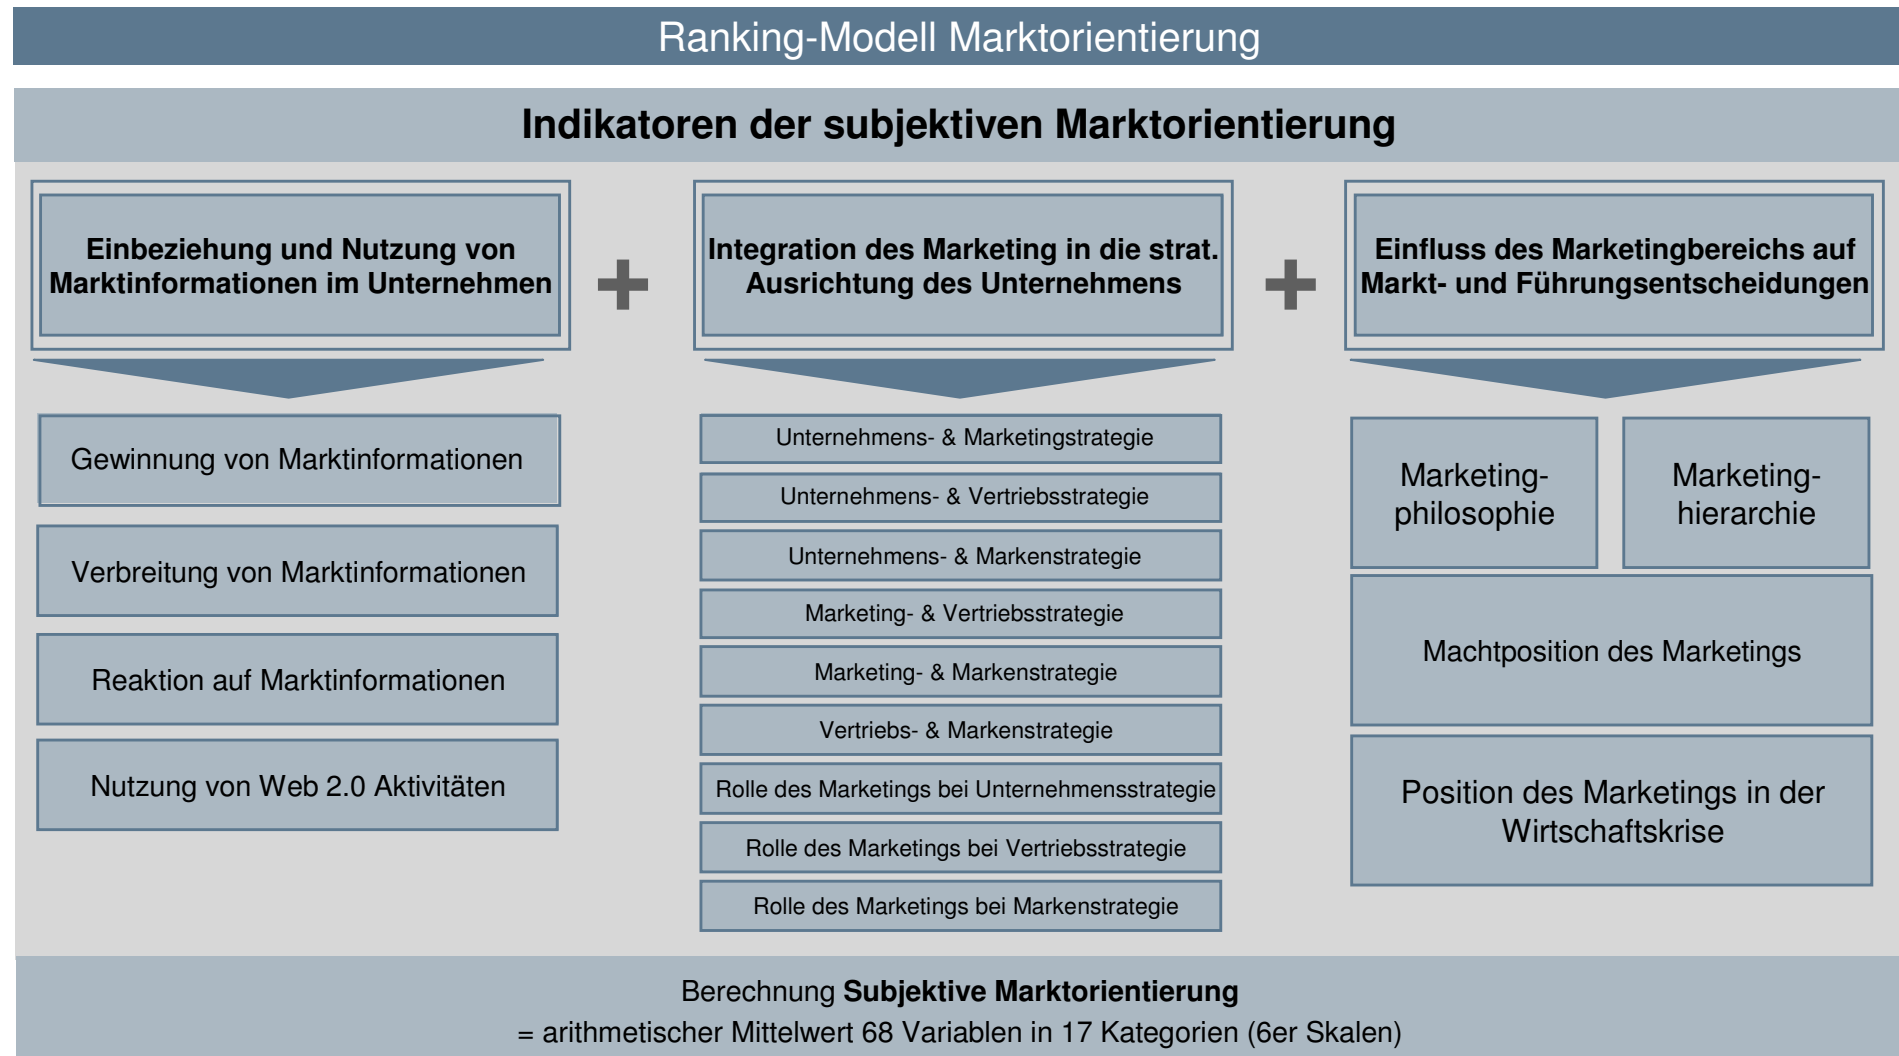 Ranking-Modell Marktorientierung
Indikatoren der subjektiven Marktorientierung
Einbeziehung und Nutzung von
Marktinformationen im Unternehmen
+
Integration des Marketing in die strat.
Ausrichtung des Unternehmens
+
Einfluss des Marketingbereichs auf
Markt- und Führungsentscheidungen
Gewinnung von Marktinformationen
Verbreitung von Marktinformationen
Reaktion auf Marktinformationen
Nutzung von Web 2.0 Aktivitäten
Unternehmens- & Marketingstrategie
Unternehmens- & Vertriebsstrategie
Unternehmens- & Markenstrategie
Marketing- & Vertriebsstrategie
Marketing- & Markenstrategie
Vertriebs- & Markenstrategie
Rolle des Marketings bei Unternehmensstrategie
Rolle des Marketings bei Vertriebsstrategie
Rolle des Marketings bei Markenstrategie
Marketing-
philosophie
Marketing-
hierarchie
Machtposition des Marketings
Position des Marketings in der
Wirtschaftskrise
Berechnung Subjektive Marktorientierung
= arithmetischer Mittelwert 68 Variablen in 17 Kategorien (6er Skalen)